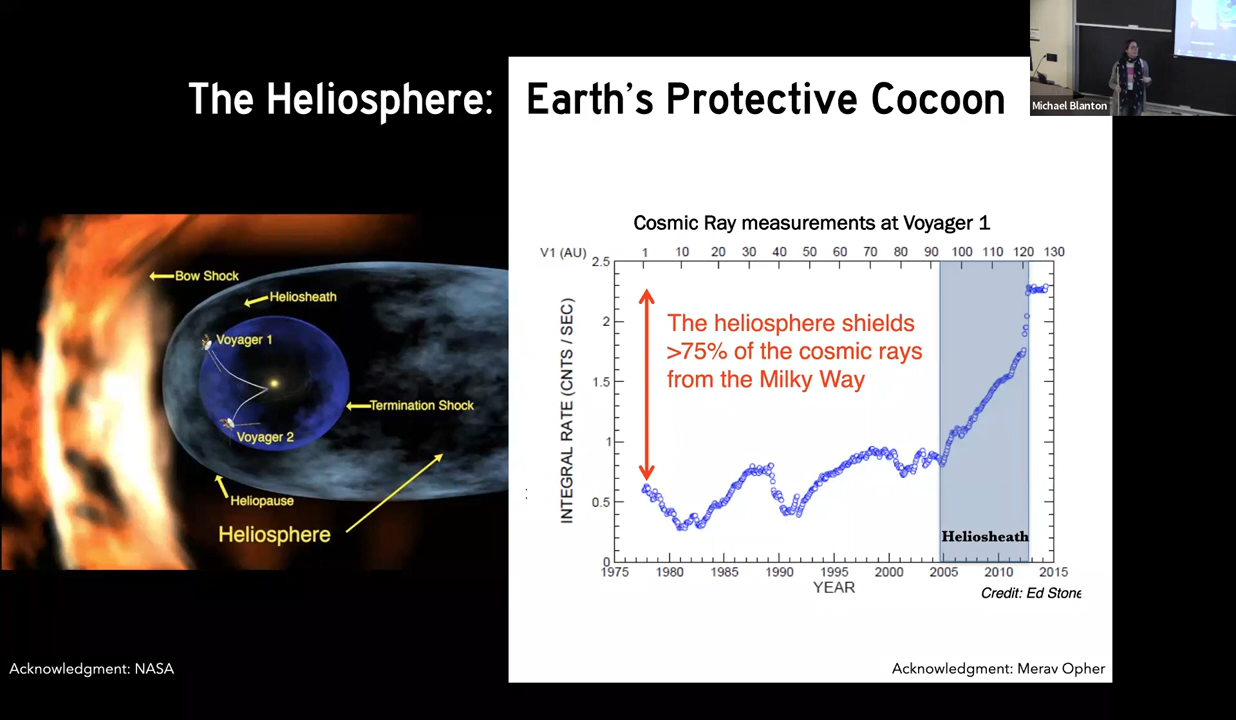 The Heliosphere: Earth's Protective Cocoon
Michael Blanton
Bow Shock
Heliosheath
Voyager 1
Termination Shock
Voyager 2
Heliopause
Heliosphere
Acknowledgment: NASA
Cosmic Ray measurements at Voyager 1
V1 (AU) 1 10 20 30 40 50 60 70 80 90 100 110 120 130
2.5
2
1.5
1
0.5
0
INTEGRAL RATE (CNTS / SEC)
The heliosphere shields
>75% of the cosmic rays
from the Milky Way
Heliosheath
1975 1980 1985 1990 1995 2000 2005 2010 2015
YEAR
Credit: Ed Stone
Acknowledgment: Merav Opher